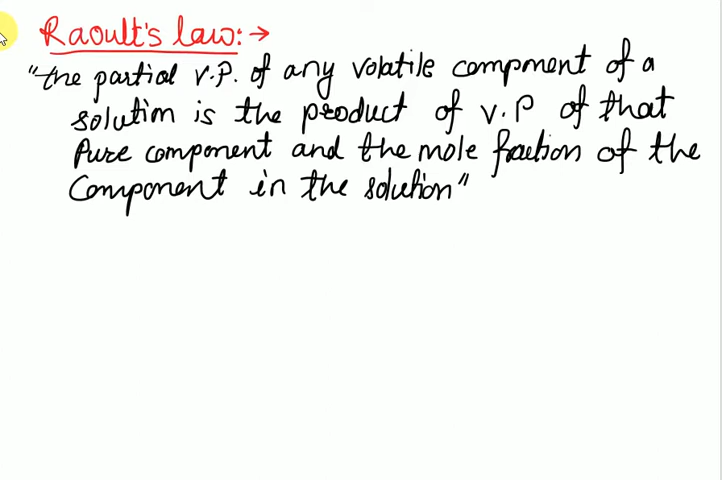 Raoult's law:→
"the partial V.P. of any volatile component of a
solution is the product of V.P of that
Pure component and the mole fraction of the
Component in the solution"